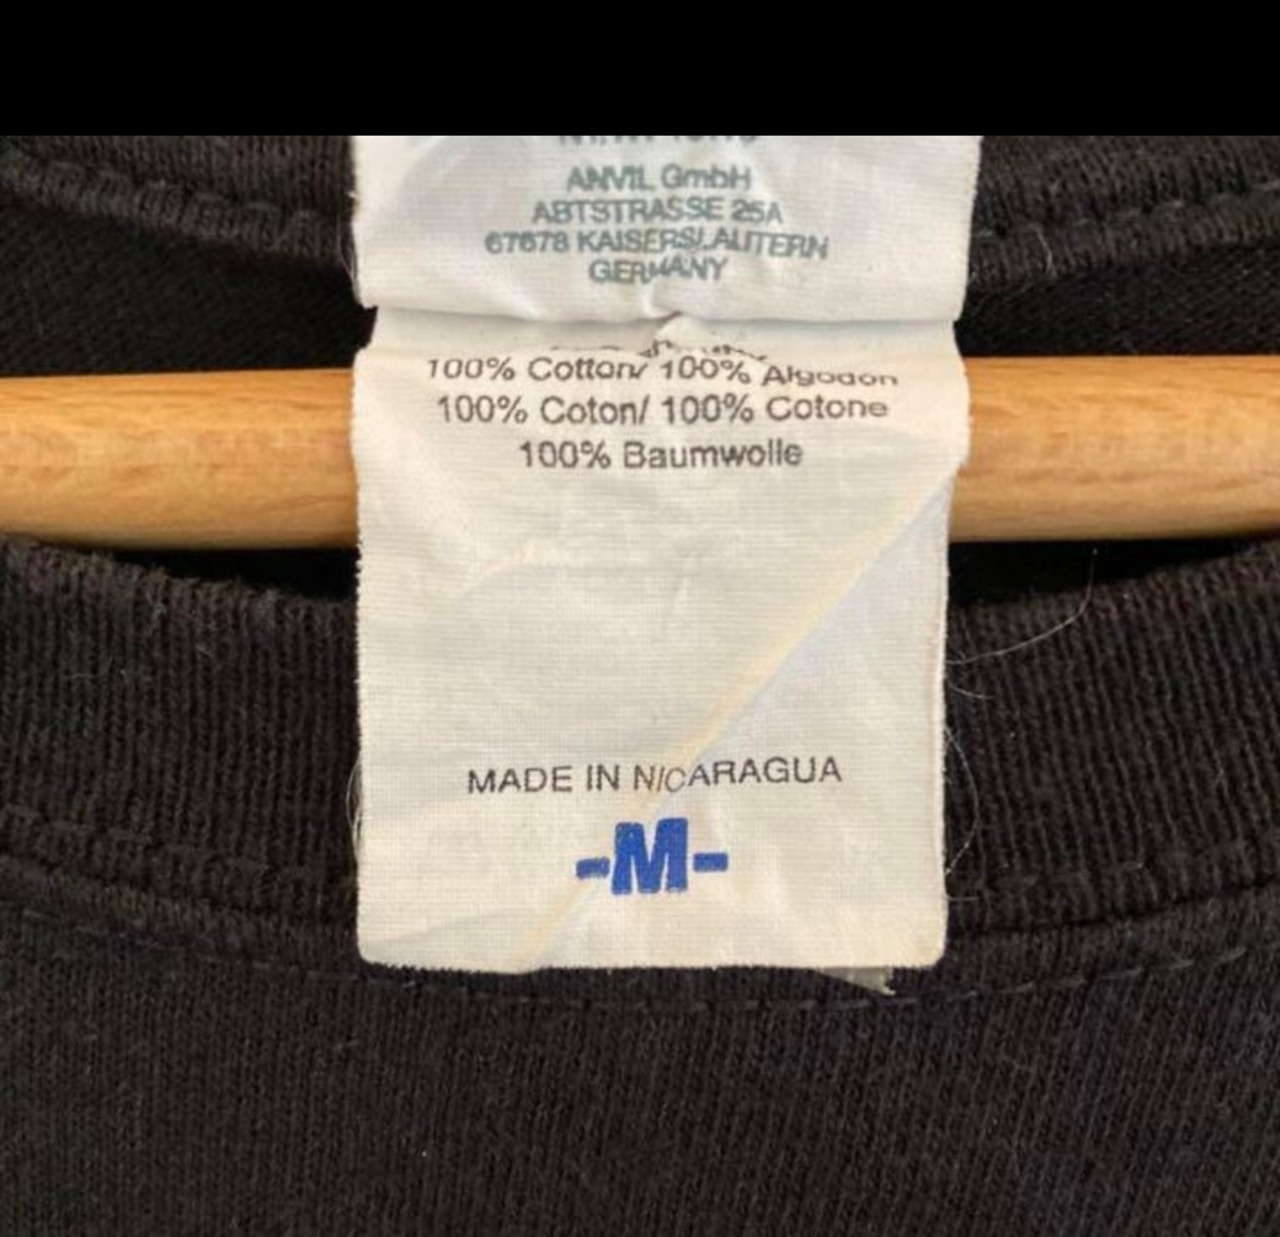 ANVIL GmbH
ABTSTRASSE 25A
67678 KAISERSLAUTERN
GERMANY
100% Cotton/ 100% Algodon
100% Coton/ 100% Cotone
100% Baumwolle
MADE IN NICARAGUA
-M-